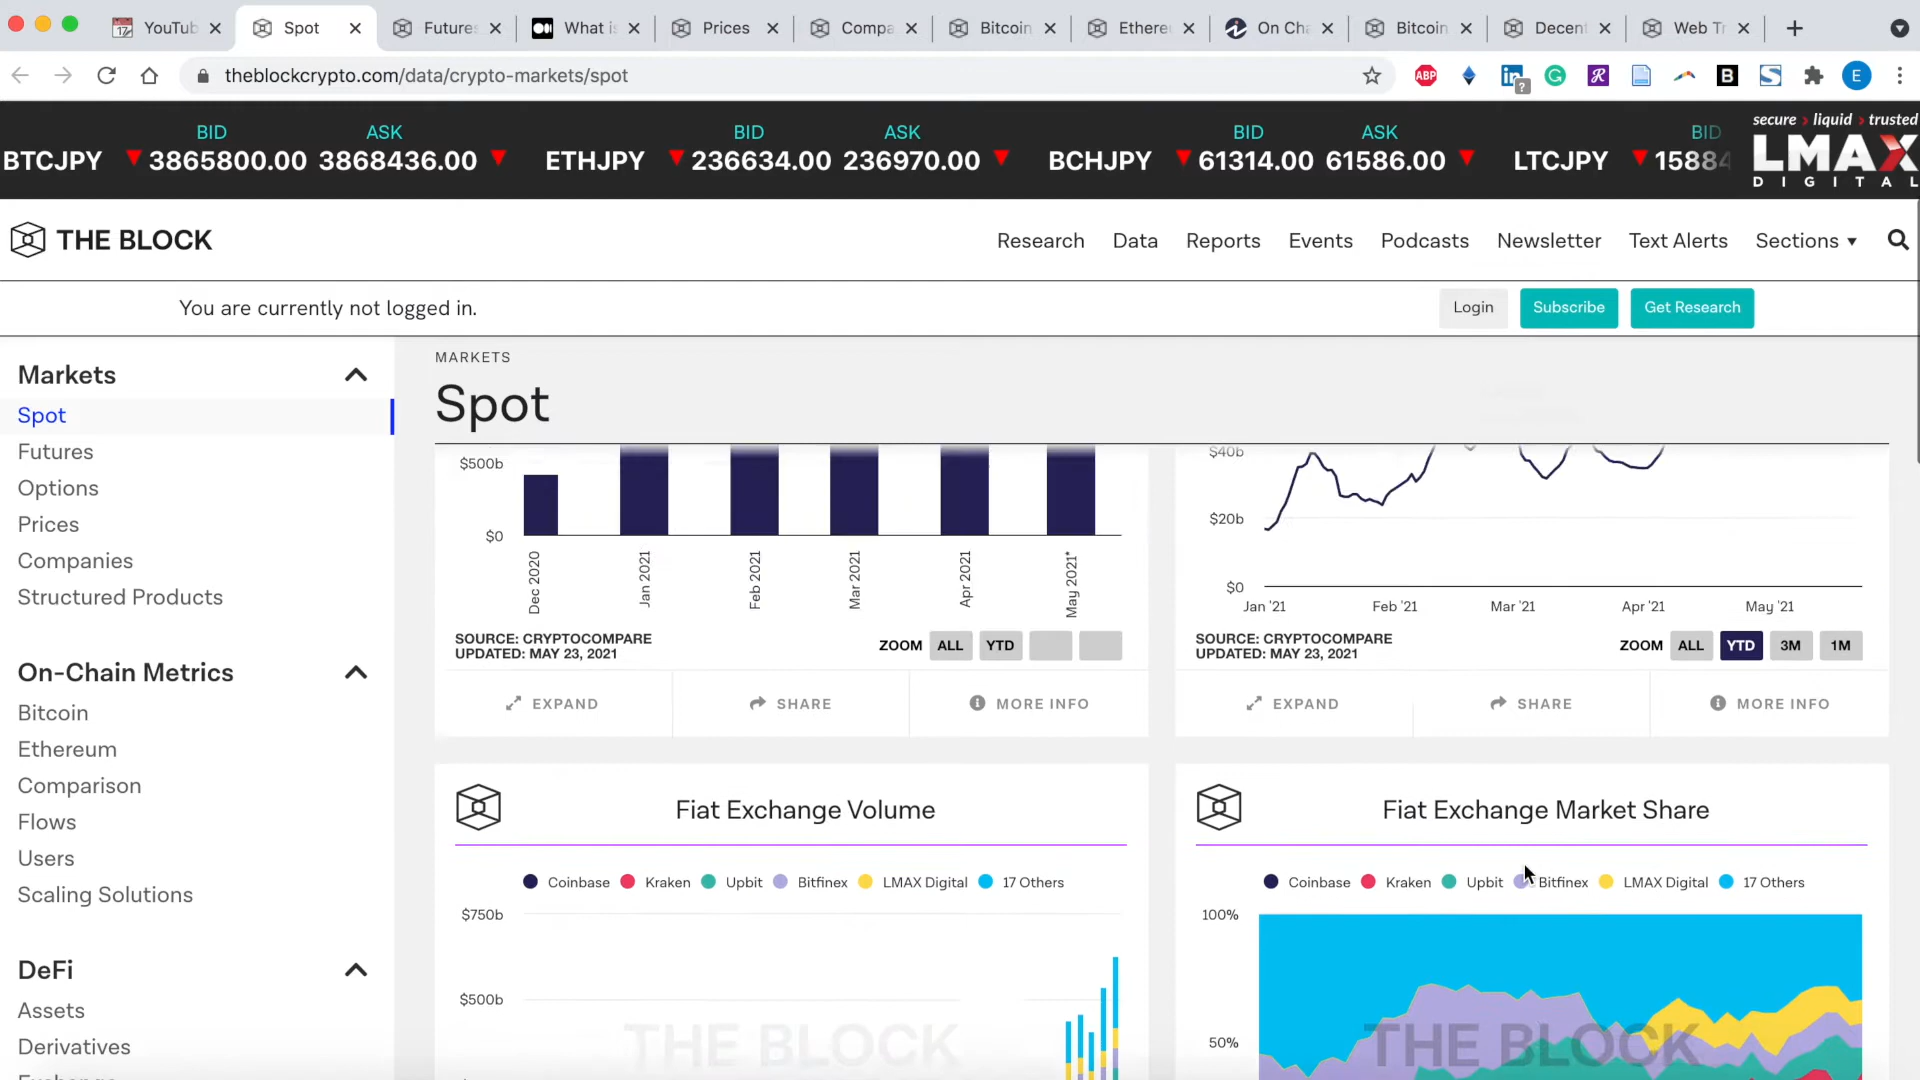 YouTub
Spot
Futures
What is
Prices
Compa
Bitcoin
Ethere
On Cha
Bitcoin
Decent
Web Tr
theblockcrypto.com/data/crypto-markets/spot
ABP
B
E
BTCJPY BID 3865800.00 ASK 3868436.00
ETHJPY BID 236634.00 ASK 236970.00
BCHJPY BID 61314.00 ASK 61586.00
LTCJPY BID 15884
secure › liquid › trusted
LMAX
DIGITAL
THE BLOCK
Research Data Reports Events Podcasts Newsletter Text Alerts Sections
You are currently not logged in.
Login Subscribe Get Research
Markets
Spot
Futures
Options
Prices
Companies
Structured Products
On-Chain Metrics
Bitcoin
Ethereum
Comparison
Flows
Users
Scaling Solutions
DeFi
Assets
Derivatives
MARKETS
Spot
$500b
$0
Dec 2020
Jan 2021
Feb 2021
Mar 2021
Apr 2021
May 2021*
SOURCE: CRYPTOCOMPARE
UPDATED: MAY 23, 2021
ZOOM ALL YTD
EXPAND SHARE MORE INFO
$40b
$20b
$0
Jan '21 Feb '21 Mar '21 Apr '21 May '21
SOURCE: CRYPTOCOMPARE
UPDATED: MAY 23, 2021
ZOOM ALL YTD 3M 1M
EXPAND SHARE MORE INFO
Fiat Exchange Volume
Coinbase Kraken Upbit Bitfinex LMAX Digital 17 Others
$750b
$500b
THE BLOCK
Fiat Exchange Market Share
Coinbase Kraken Upbit Bitfinex LMAX Digital 17 Others
100%
50%
THE BLOCK